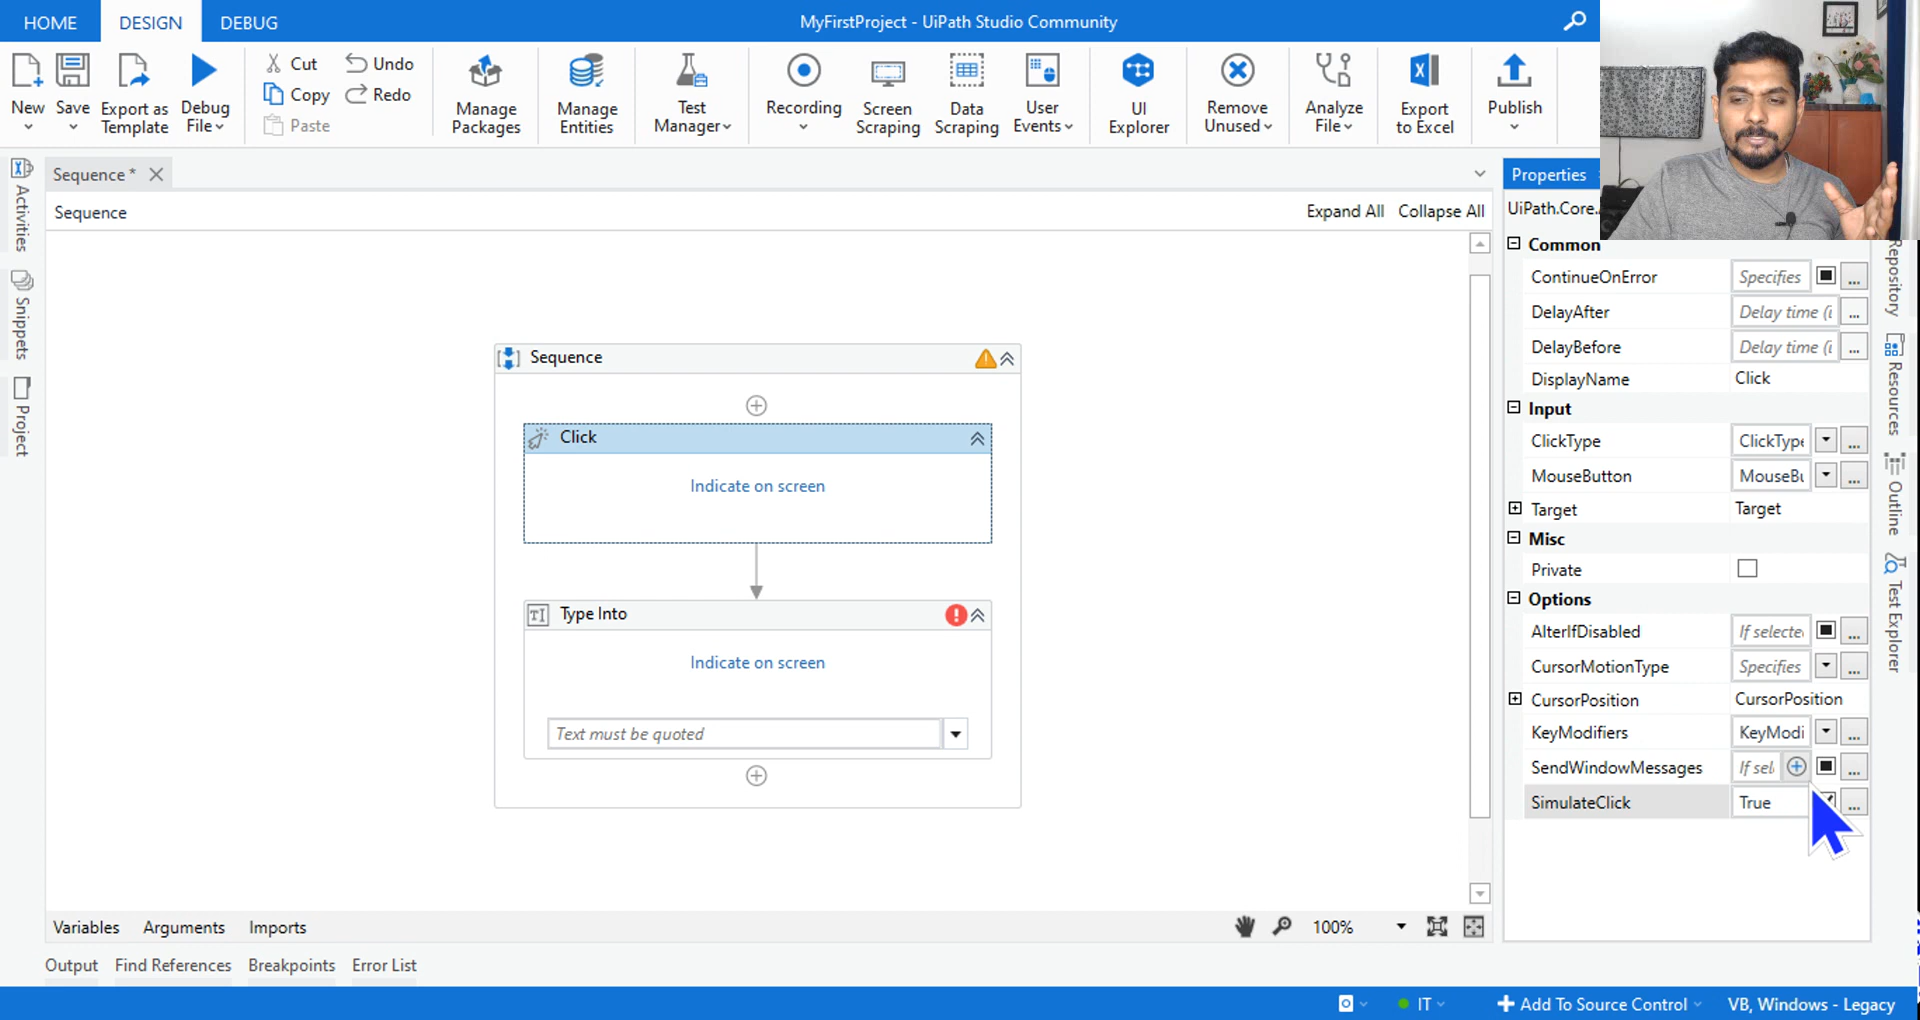 HOME DESIGN DEBUG MyFirstProject - UiPath Studio Community
New Save Export as Template Debug File
Cut
Copy
Paste
Undo
Redo
Manage Packages
Manage Entities
Test Manager
Recording
Screen Scraping
Data Scraping
User Events
UI Explorer
Remove Unused
Analyze File
Export to Excel
Publish
Activities
Snippets
Project
Sequence *
Sequence
Expand All Collapse All
Sequence
Click
Indicate on screen
Type Into
Indicate on screen
Text must be quoted
Properties
UiPath.Core.
Common
ContinueOnError Specifies ...
DelayAfter Delay time (i ...
DelayBefore Delay time (i ...
DisplayName Click
Input
ClickType ClickType ...
MouseButton MouseBu ...
Target Target
Misc
Private
Options
AlterIfDisabled If selected ...
CursorMotionType Specifies ...
CursorPosition CursorPosition
KeyModifiers KeyModi ...
SendWindowMessages If sel ...
SimulateClick True ...
Repository
Resources
Outline
Test Explorer
Variables Arguments Imports 100%
Output Find References Breakpoints Error List
IT Add To Source Control VB, Windows - Legacy